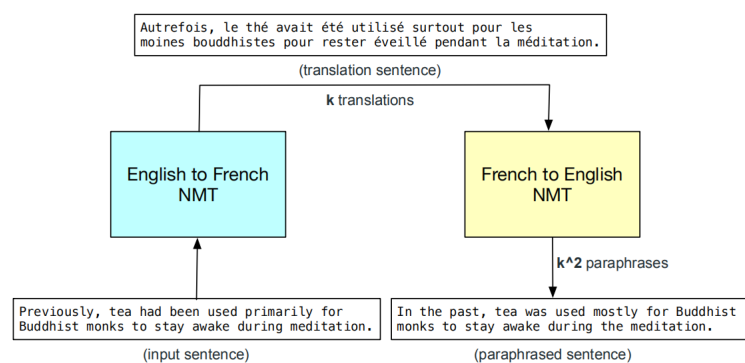 Autrefois, le thé avait été utilisé surtout pour les
moines bouddhistes pour rester éveillé pendant la méditation.
(translation sentence)
k translations
English to French
NMT
French to English
NMT
k^2 paraphrases
Previously, tea had been used primarily for
Buddhist monks to stay awake during meditation.
(input sentence)
In the past, tea was used mostly for Buddhist
monks to stay awake during the meditation.
(paraphrased sentence)